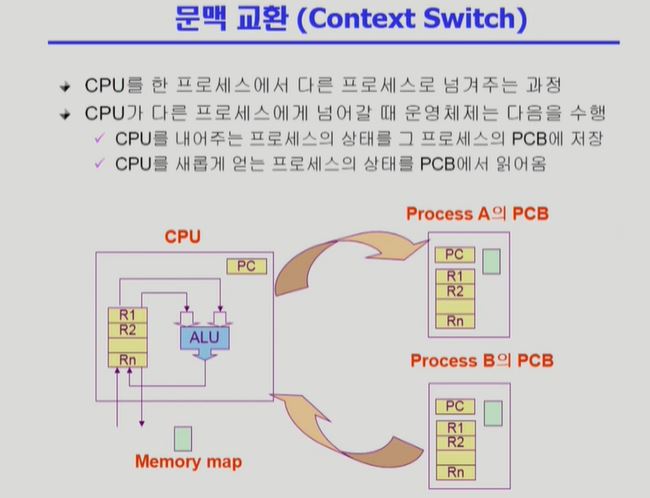 문맥 교환 (Context Switch)
CPU를 한 프로세스에서 다른 프로세스로 넘겨주는 과정
CPU가 다른 프로세스에게 넘어갈 때 운영체제는 다음을 수행
CPU를 내어주는 프로세스의 상태를 그 프로세스의 PCB에 저장
CPU를 새롭게 얻는 프로세스의 상태를 PCB에서 읽어옴
CPU
PC
R1
R2
Rn
ALU
Memory map
Process A의 PCB
PC
R1
R2
Rn
Process B의 PCB
PC
R1
R2
Rn